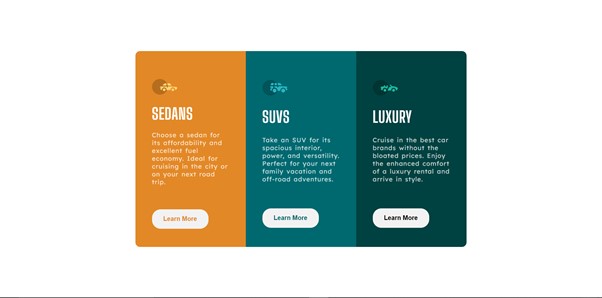 SEDANS
Choose a sedan for
its affordability and
excellent fuel
economy. Ideal for
cruising in the city or
on your next road
trip.
Learn More
SUVS
Take an SUV for its
spacious interior,
power, and versatility.
Perfect for your next
family vacation and
off-road adventures.
Learn More
LUXURY
Cruise in the best car
brands without the
bloated prices. Enjoy
the enhanced comfort
of a luxury rental and
arrive in style.
Learn More